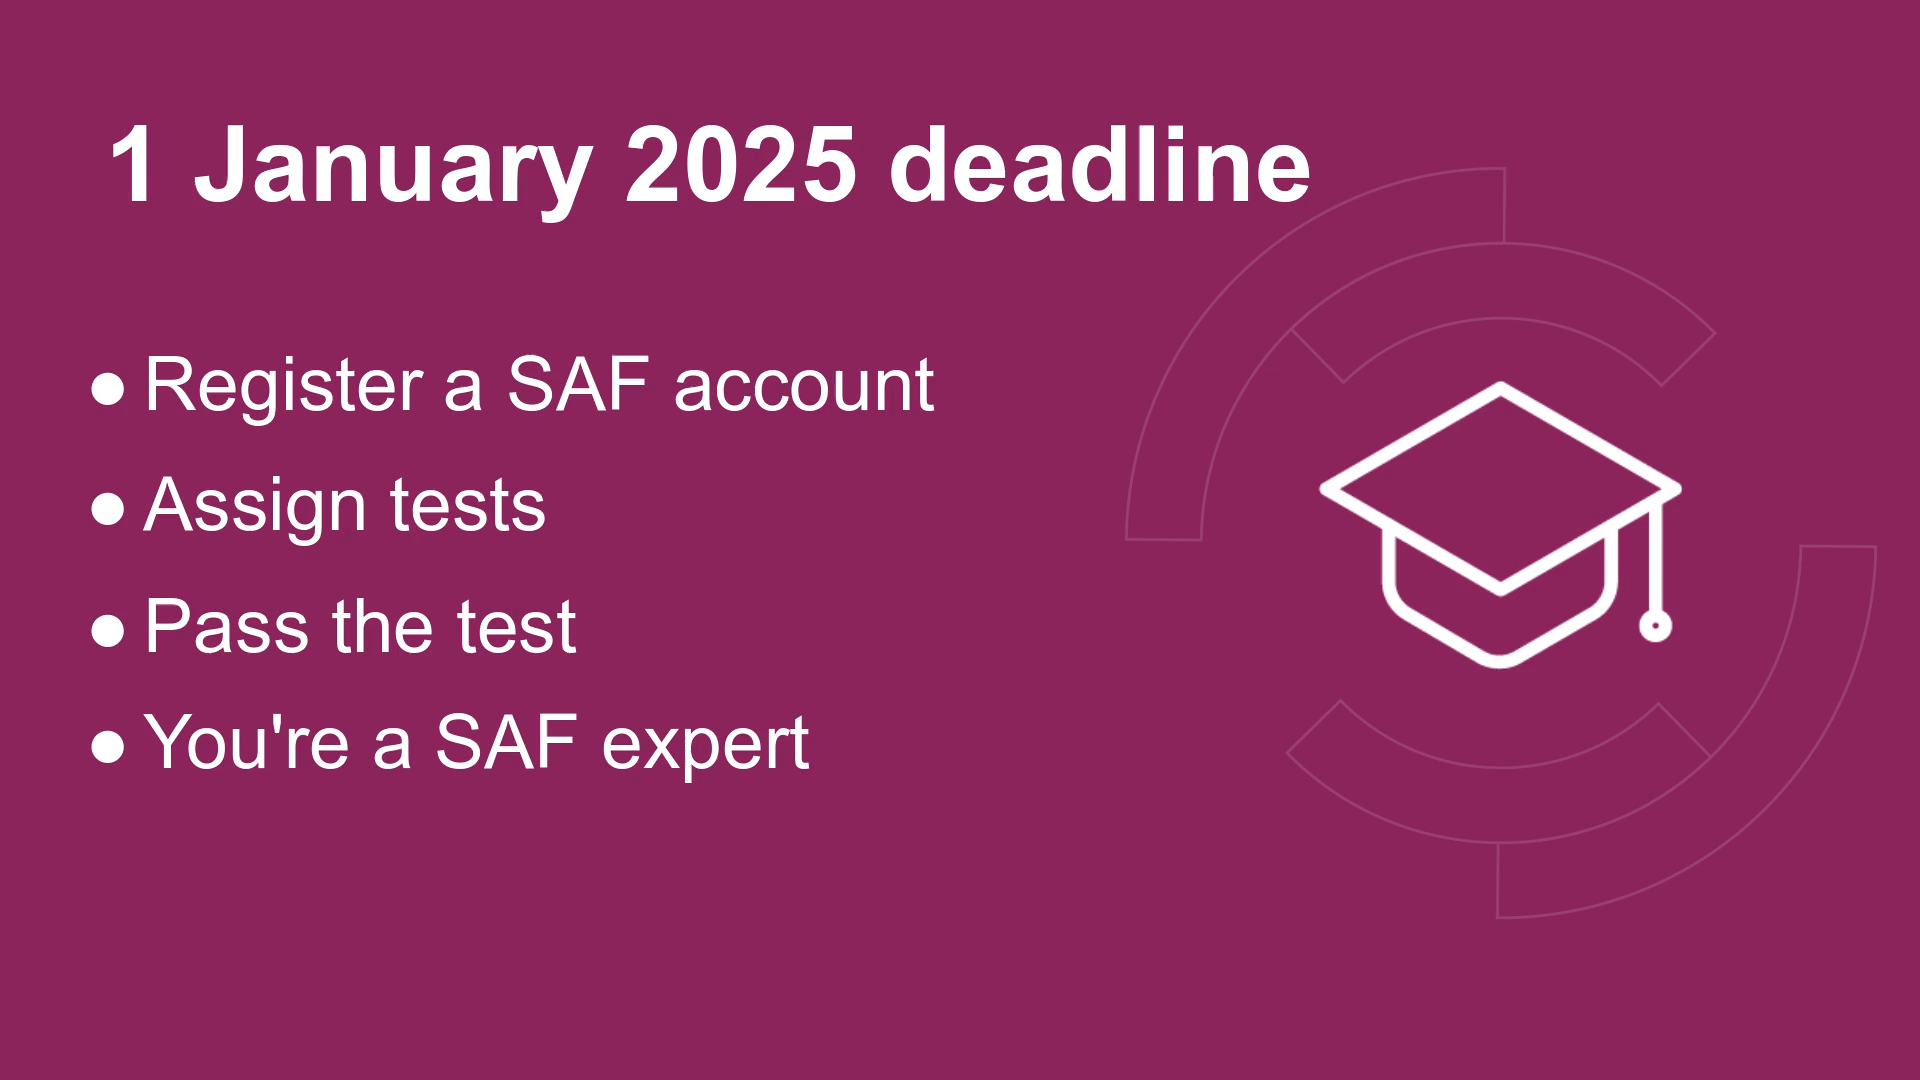 1 January 2025 deadline
● Register a SAF account
● Assign tests
● Pass the test
● You're a SAF expert